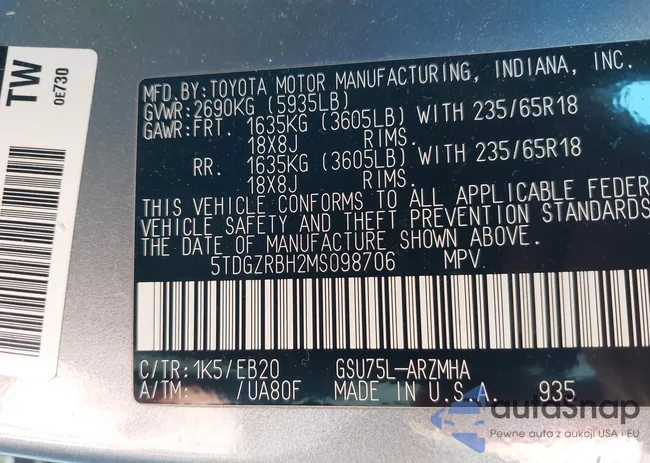 TW
0E730
MFD.BY:TOYOTA MOTOR MANUFACTURING, INDIANA, INC.
GVWR:2690KG (5935LB)
GAWR:FRT. 1635KG (3605LB) WITH 235/65R18
18X8J RIMS.
RR. 1635KG (3605LB) WITH 235/65R18
18X8J RIMS.
THIS VEHICLE CONFORMS TO ALL APPLICABLE FEDER
VEHICLE SAFETY AND THEFT PREVENTION STANDARDS
THE DATE OF MANUFACTURE SHOWN ABOVE.
5TDGZRBH2MS098706 MPV
C/TR:1K5/EB20 GSU75L-ARZMHA
A/TM: /UA80F MADE IN U.S.A. 935
autoSnap
Pewne auta z aukcji USA i EU